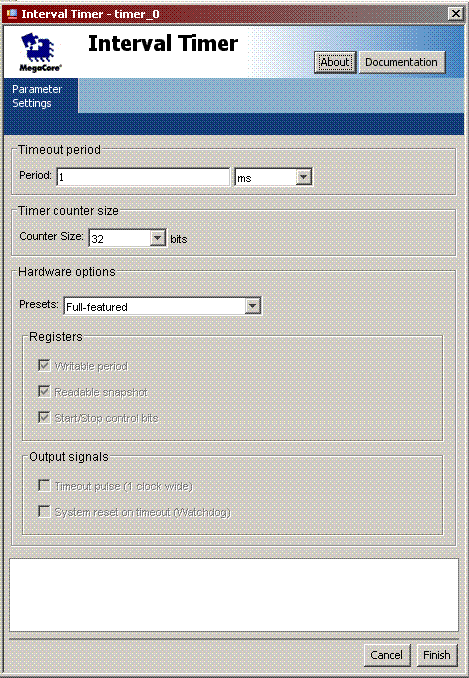 Interval Timer - timer_0
MegaCore®
Interval Timer
About
Documentation
Parameter
Settings
Timeout period
Period: 1 ms
Timer counter size
Counter Size: 32 bits
Hardware options
Presets: Full-featured
Registers
Writable period
Readable snapshot
Start/Stop control bits
Output signals
Timeout pulse (1 clock wide)
System reset on timeout (Watchdog)
Cancel
Finish